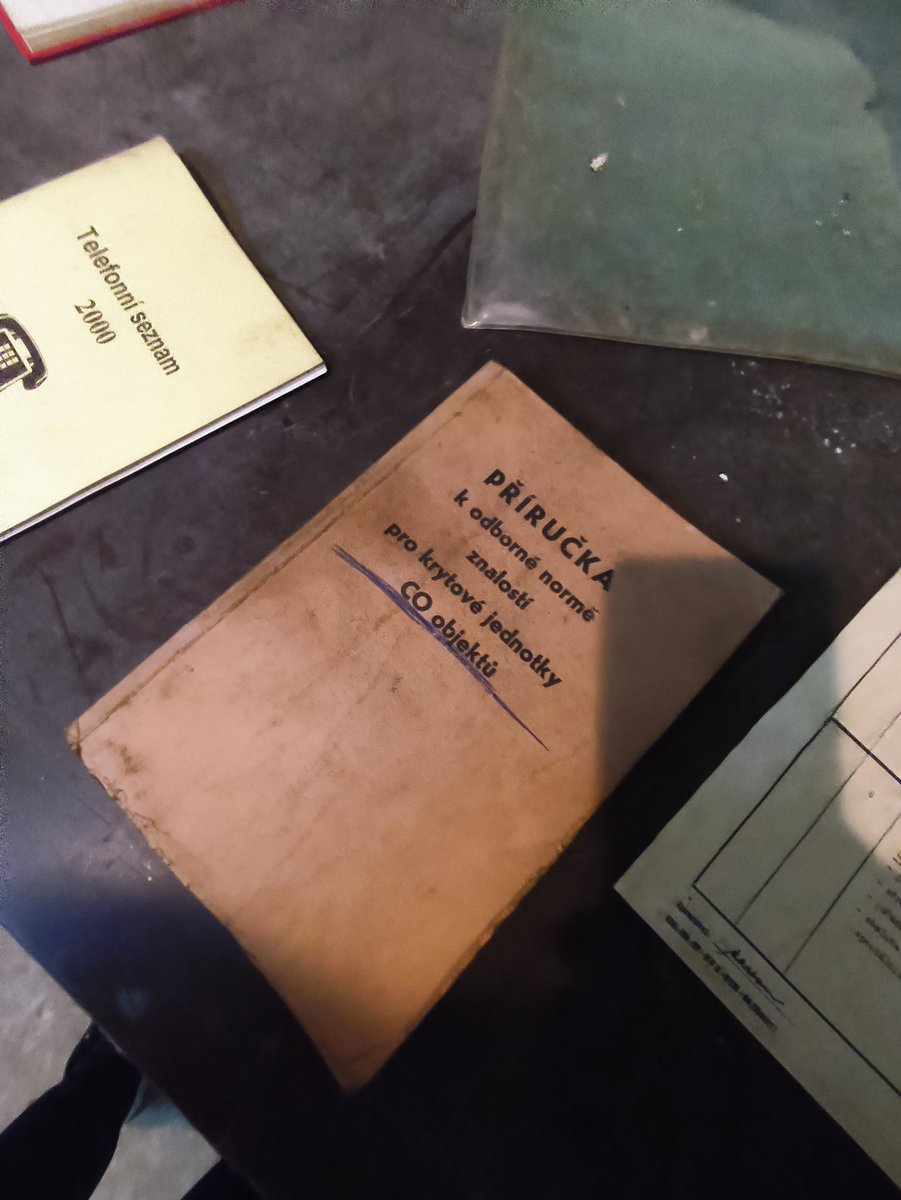 Telefonní seznam
2000
PŘÍRUČKA
k odborné normě
znalostí
pro krytové jednotky
CO objektů